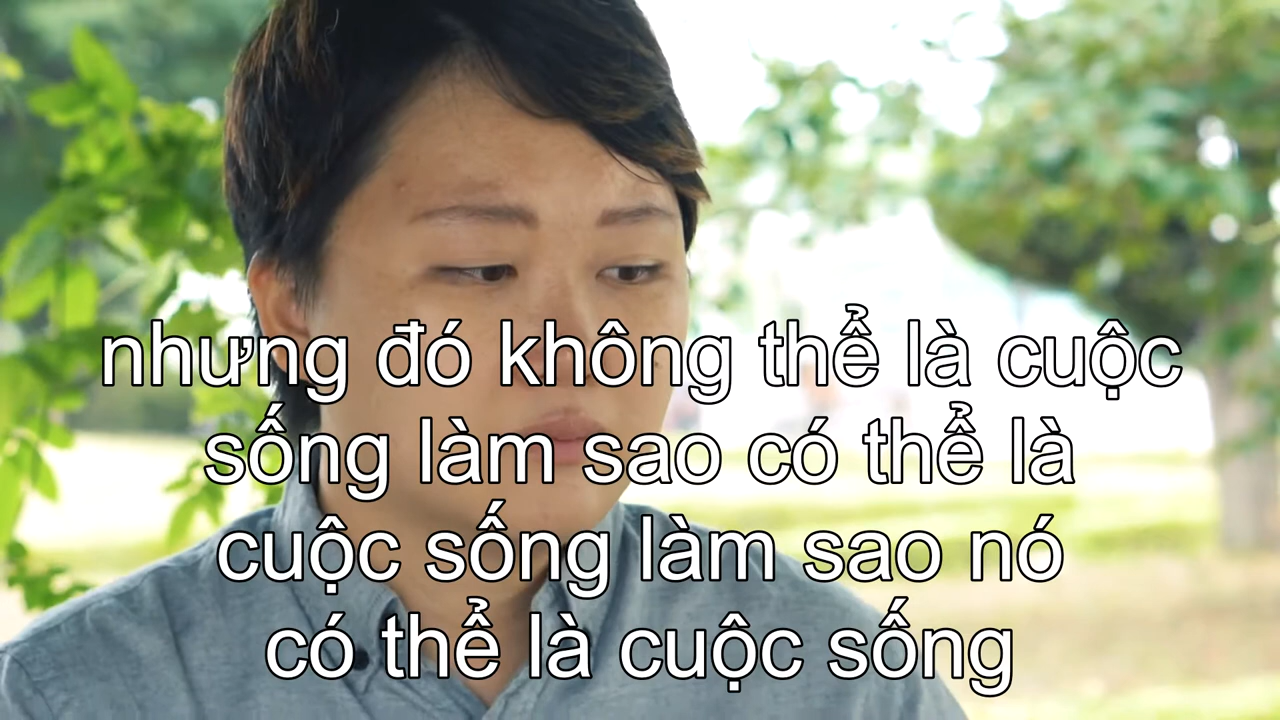 nhưng đó không thể là cuộc
sống làm sao có thể là
cuộc sống làm sao nó
có thể là cuộc sống